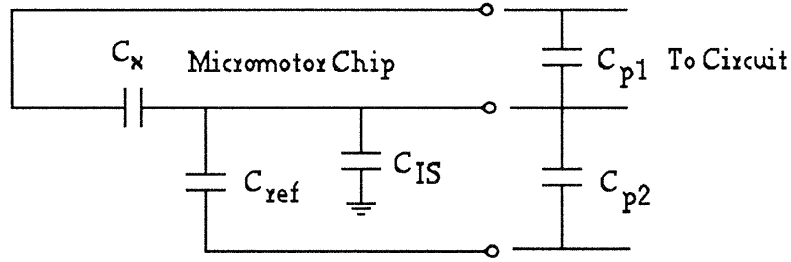 Cx
Micromotor Chip
Cp1 To Circuit
Cref
CIS
Cp2